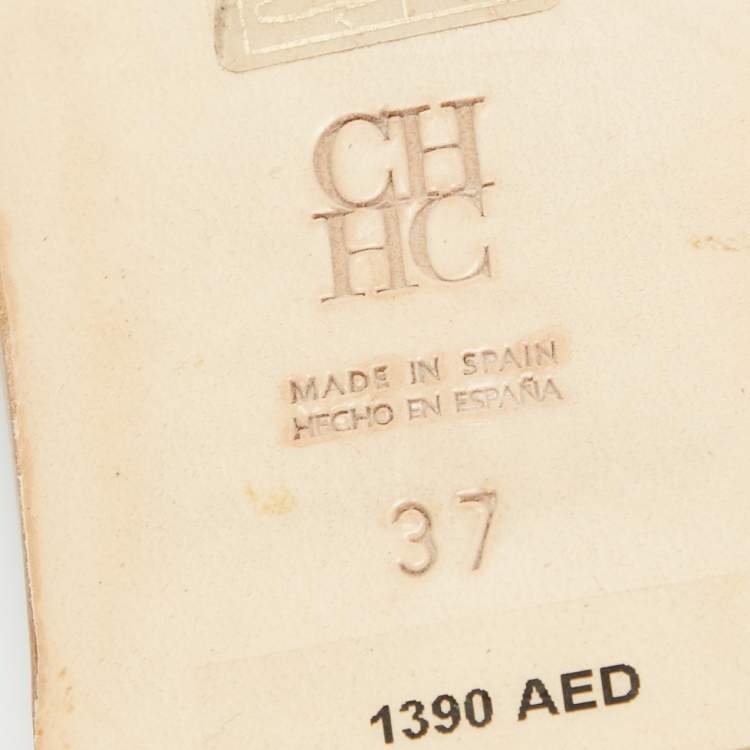 CH
HC
MADE IN SPAIN
HECHO EN ESPAÑA
37
1390 AED